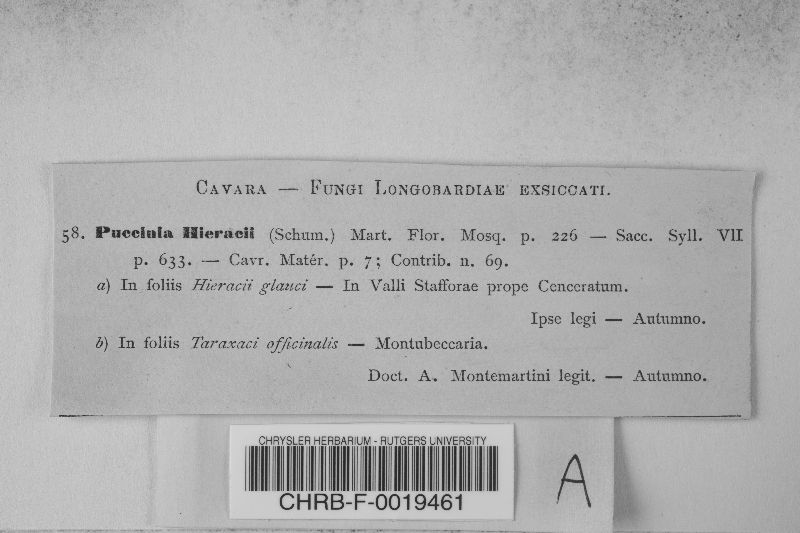 CAVARA — FUNGI LONGOBARDIAE EXSICCATI.
58. Puccinia Hieracii (Schum.) Mart. Flor. Mosq. p. 226 — Sacc. Syll. VII
p. 633. — Cavr. Matér. p. 7; Contrib. n. 69.
a) In foliis Hieracii glauci — In Valli Stafforae prope Cenceratum.
Ipse legi — Autumno.
b) In foliis Taraxaci officinalis — Montubeccaria.
Doct. A. Montemartini legit. — Autumno.
CHRYSLER HERBARIUM - RUTGERS UNIVERSITY
CHRB-F-0019461
A